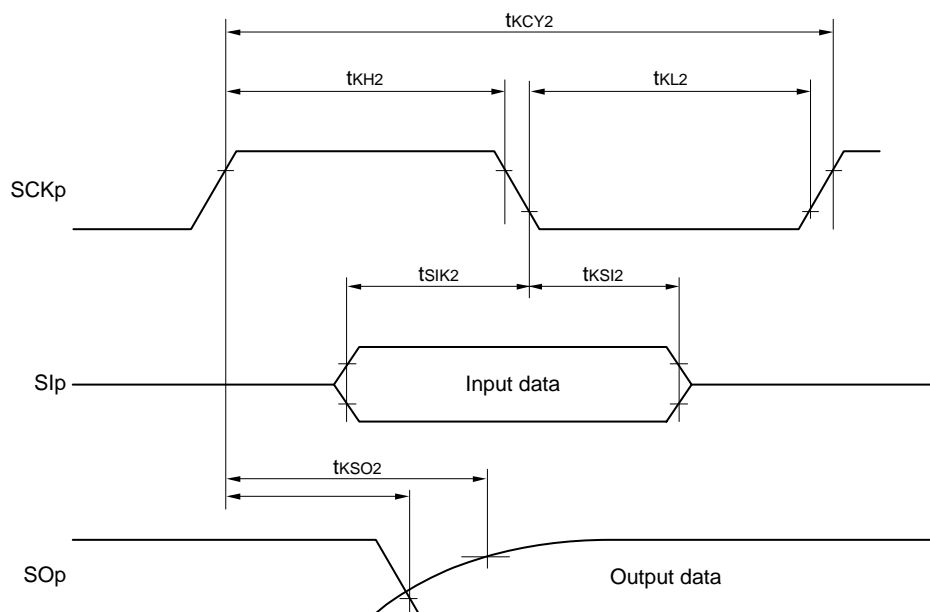 tKCY2
tKH2
tKL2
SCKp
tSIK2
tKSI2
SIp
Input data
tKSO2
SOp
Output data